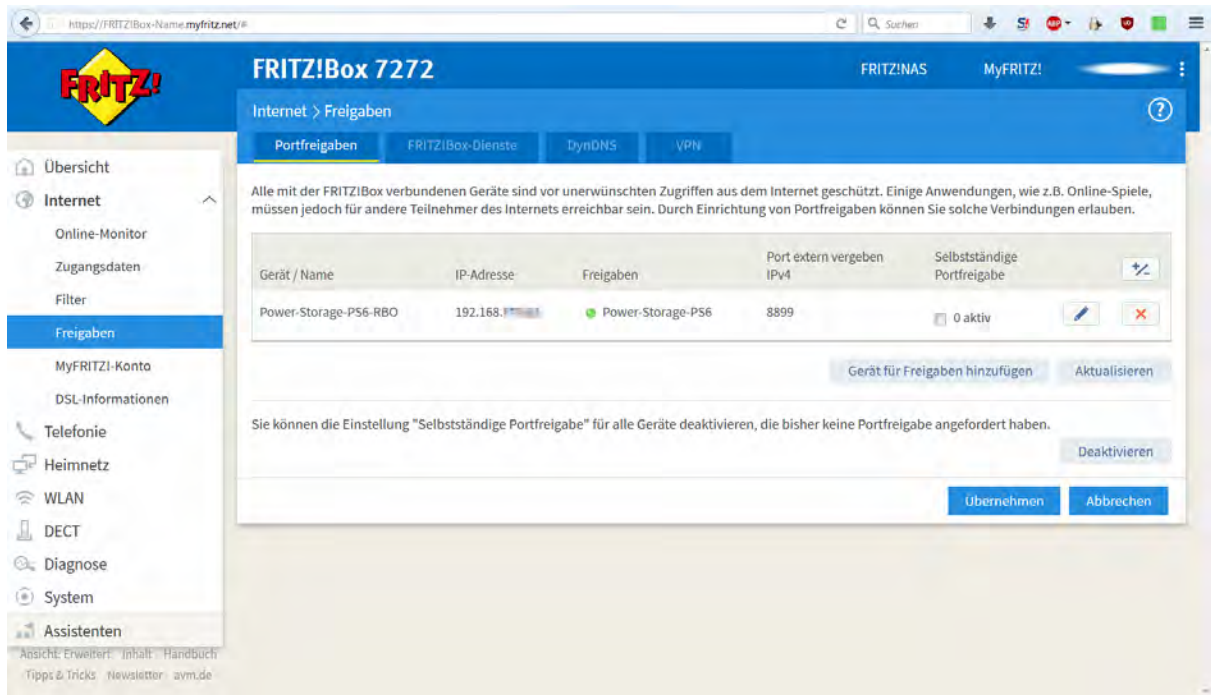 https://FRITZ!Box-Name.myfritz.net/#
Suchen
ABP
FRITZ!
FRITZ!Box 7272
FRITZ!NAS
MyFRITZ!
Internet > Freigaben
?
Portfreigaben
FRITZ!Box-Dienste
DynDNS
VPN
Übersicht
Internet
Online-Monitor
Zugangsdaten
Filter
Freigaben
MyFRITZ!-Konto
DSL-Informationen
Telefonie
Heimnetz
WLAN
DECT
Diagnose
System
Assistenten
Ansicht: Erweitert Inhalt Handbuch
Tipps & Tricks Newsletter avm.de
Alle mit der FRITZ!Box verbundenen Geräte sind vor unerwünschten Zugriffen aus dem Internet geschützt. Einige Anwendungen, wie z.B. Online-Spiele,
müssen jedoch für andere Teilnehmer des Internets erreichbar sein. Durch Einrichtung von Portfreigaben können Sie solche Verbindungen erlauben.
Gerät / Name
IP-Adresse
Freigaben
Port extern vergeben
IPv4
Selbstständige
Portfreigabe
Power-Storage-PS6-RBO
192.168.
Power-Storage-PS6
8899
0 aktiv
Gerät für Freigaben hinzufügen
Aktualisieren
Sie können die Einstellung "Selbstständige Portfreigabe" für alle Geräte deaktivieren, die bisher keine Portfreigabe angefordert haben.
Deaktivieren
Übernehmen
Abbrechen